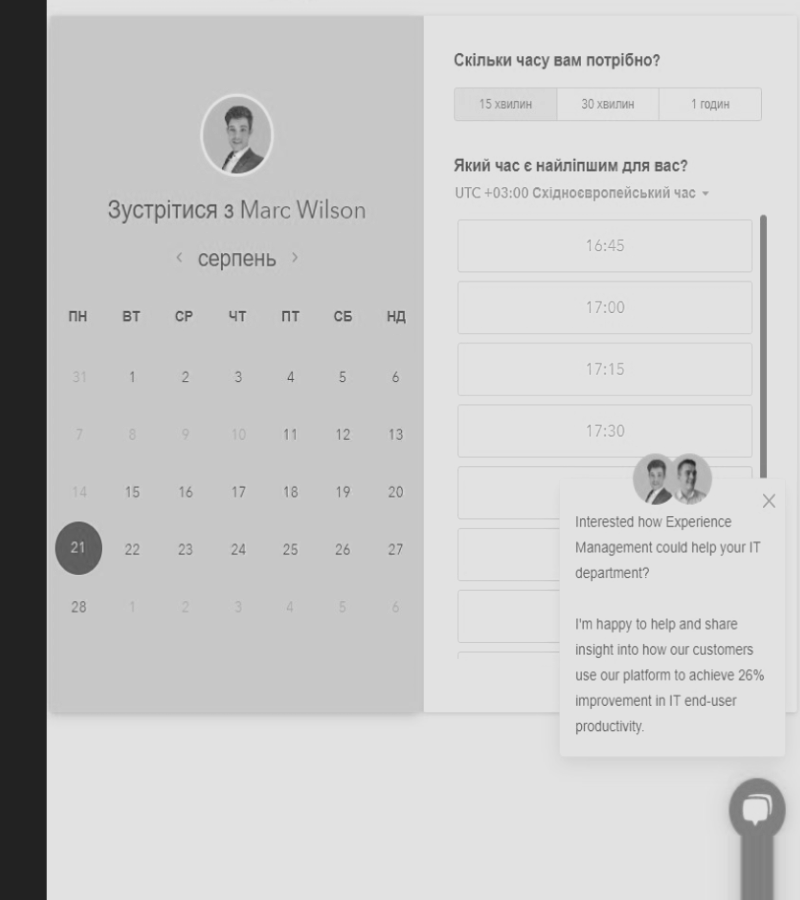 Зустрітися з Marc Wilson
серпень
ПН ВТ СР ЧТ ПТ СБ НД
31 1 2 3 4 5 6
7 8 9 10 11 12 13
14 15 16 17 18 19 20
21 22 23 24 25 26 27
28 1 2 3 4 5 6
Скільки часу вам потрібно?
15 хвилин 30 хвилин 1 годин
Який час є найліпшим для вас?
UTC +03:00 Східноєвропейський час
16:45
17:00
17:15
17:30
Interested how Experience
Management could help your IT
department?
I'm happy to help and share
insight into how our customers
use our platform to achieve 26%
improvement in IT end-user
productivity.